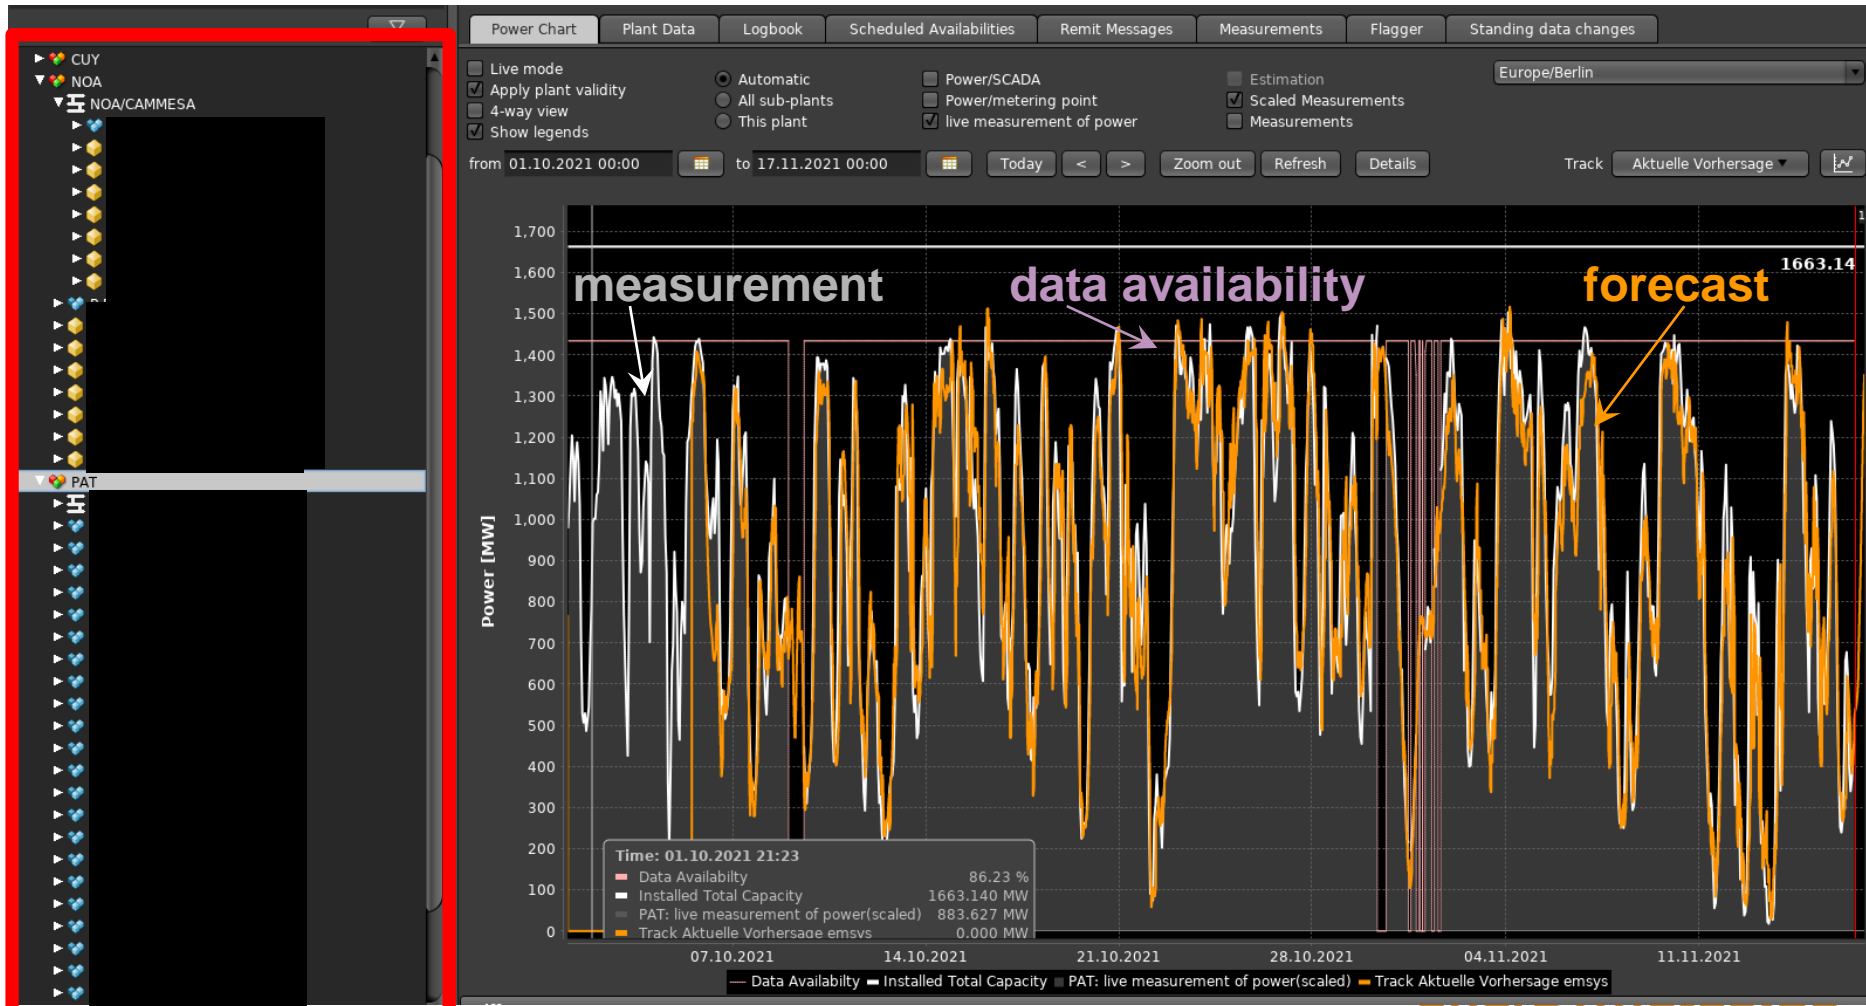 Power Chart
Plant Data
Logbook
Scheduled Availabilities
Remit Messages
Measurements
Flagger
Standing data changes
CUY
NOA
NOA/CAMMESA
PAT
Live mode
Apply plant validity
4-way view
Show legends
Automatic
All sub-plants
This plant
Power/SCADA
Power/metering point
live measurement of power
Estimation
Scaled Measurements
Measurements
Europe/Berlin
from 01.10.2021 00:00
to 17.11.2021 00:00
Today
<
>
Zoom out
Refresh
Details
Track
Aktuelle Vorhersage
1,700
1,600
1,500
1,400
1,300
1,200
1,100
1,000
900
800
700
600
500
400
300
200
100
0
Power [MW]
1663.14
measurement
data availability
forecast
Time: 01.10.2021 21:23
Data Availabilty 86.23 %
Installed Total Capacity 1663.140 MW
PAT: live measurement of power(scaled) 883.627 MW
Track Aktuelle Vorhersage emsys 0.000 MW
07.10.2021
14.10.2021
21.10.2021
28.10.2021
04.11.2021
11.11.2021
Data Availabilty
Installed Total Capacity
PAT: live measurement of power(scaled)
Track Aktuelle Vorhersage emsys